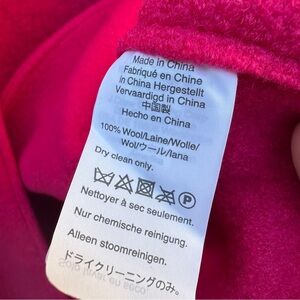 Made in China
Fabriqué en Chine
In China Hergestellt
Vervaardigd in China
中国製
Hecho en China
100% Wool/Laine/Wolle/
Wol/ウール/lana
Dry clean only.
Nettoyer à sec seulement.
Nur chemische reinigung.
Alleen stoomreinigen.
ドライクリーニングのみ。